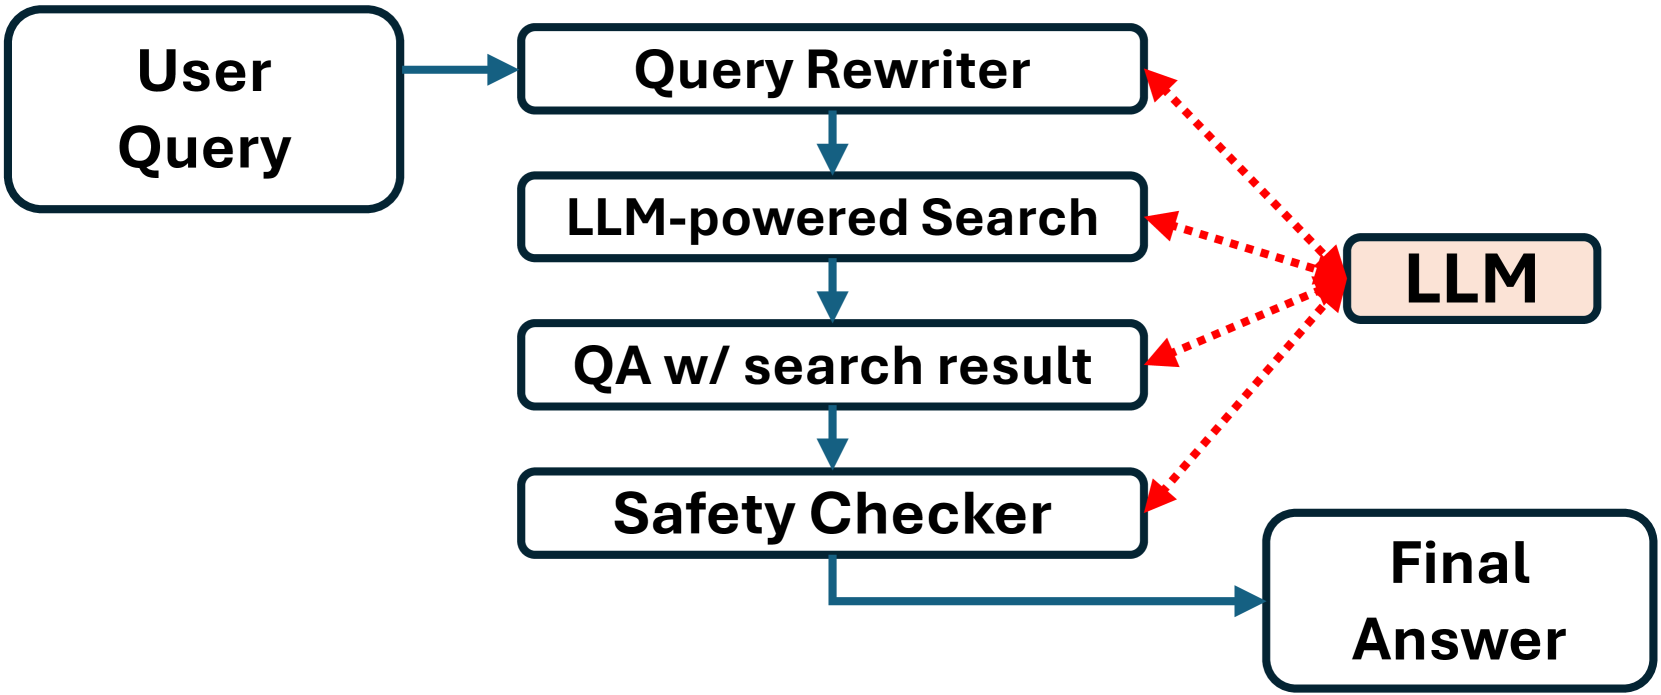 User
Query
Query Rewriter
LLM-powered Search
QA w/ search result
Safety Checker
LLM
Final
Answer